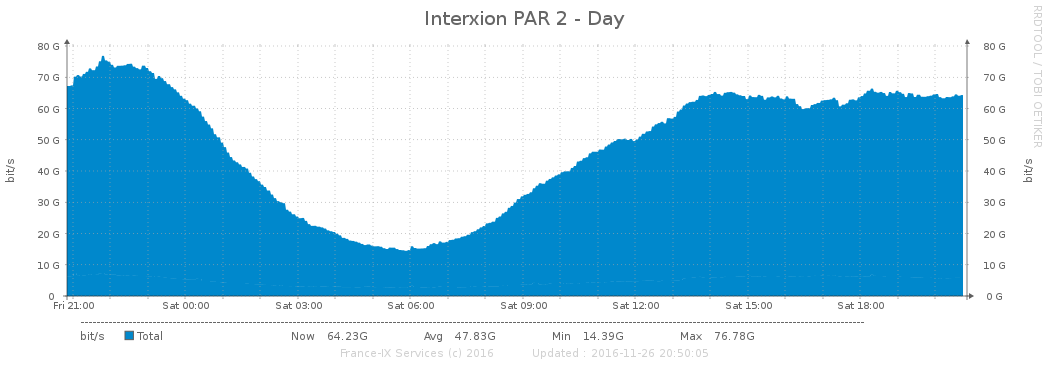 Interxion PAR 2 - Day
RRDTOOL / TOBI OETIKER
bit/s
bit/s
80 G 80 G
70 G 70 G
60 G 60 G
50 G 50 G
40 G 40 G
30 G 30 G
20 G 20 G
10 G 10 G
0 0 G
Fri 21:00 Sat 00:00 Sat 03:00 Sat 06:00 Sat 09:00 Sat 12:00 Sat 15:00 Sat 18:00
bit/s Total Now 64.23G Avg 47.83G Min 14.39G Max 76.78G
France-IX Services (c) 2016 Updated : 2016-11-26 20:50:05